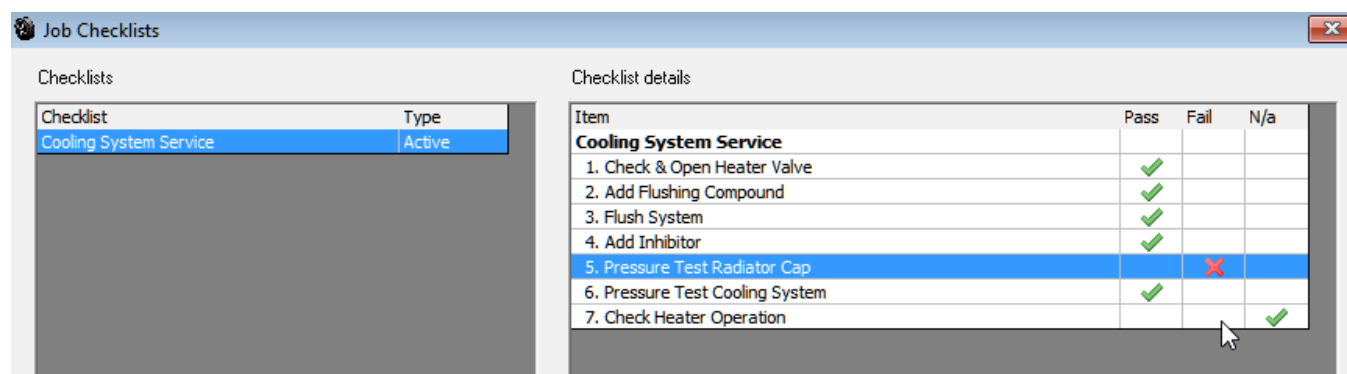 Job Checklists
Checklists
Checklist Type
Cooling System Service Active
Checklist details
Item Pass Fail N/a
Cooling System Service
1. Check & Open Heater Valve
2. Add Flushing Compound
3. Flush System
4. Add Inhibitor
5. Pressure Test Radiator Cap
6. Pressure Test Cooling System
7. Check Heater Operation